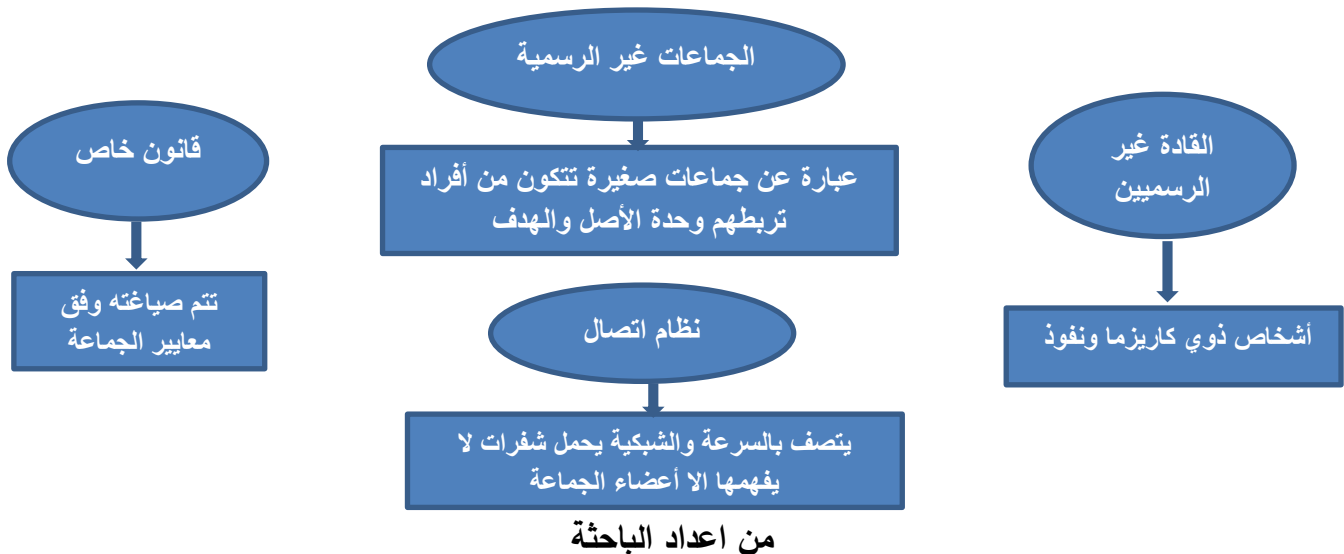 الجماعات غير الرسمية
عبارة عن جماعات صغيرة تتكون من أفراد
تربطهم وحدة الأصل والهدف
القادة غير
الرسميين
أشخاص ذوي كاريزما ونفوذ
قانون خاص
تتم صياغته وفق
معايير الجماعة
نظام اتصال
يتصف بالسرعة والشبكية يحمل شفرات لا
يفهمها الا أعضاء الجماعة
من اعداد الباحثة